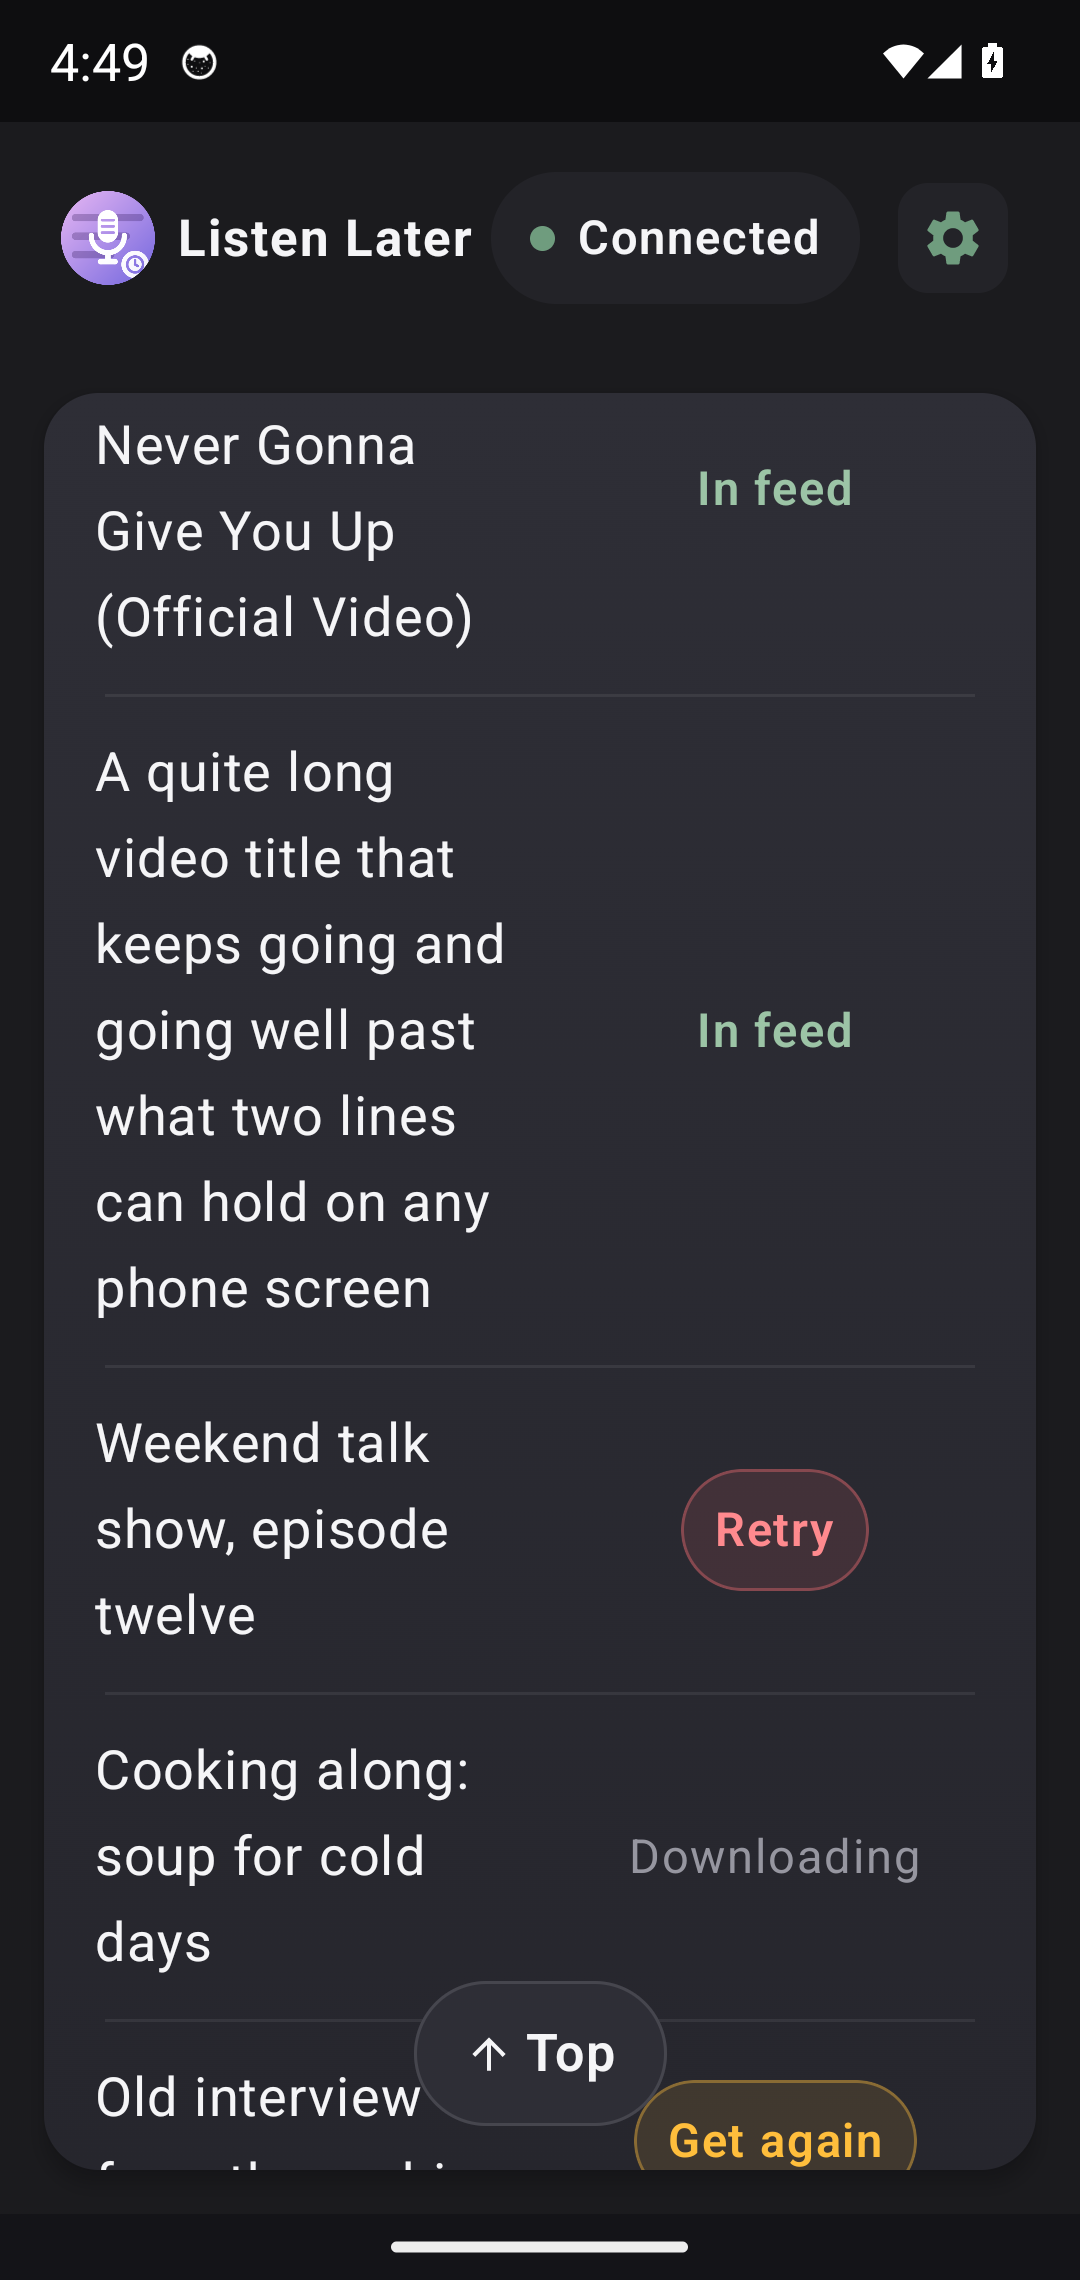 4:49
Listen Later
Connected
Never Gonna
Give You Up
(Official Video)
In feed
A quite long
video title that
keeps going and
going well past
what two lines
can hold on any
phone screen
In feed
Weekend talk
show, episode
twelve
Retry
Cooking along:
soup for cold
days
Downloading
↑ Top
Old interview
Get again